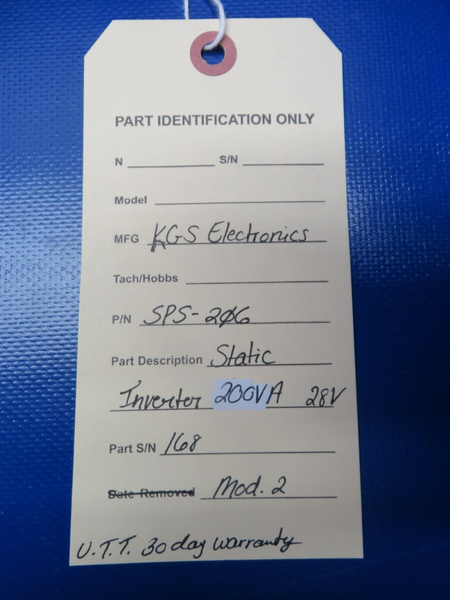 PART IDENTIFICATION ONLY
N S/N
Model
MFG KGS Electronics
Tach/Hobbs
P/N SPS-2Ø6
Part Description Static
Inverter 200VA 28V
Part S/N 168
Date Removed Mod. 2
U.T.T. 30 day warranty